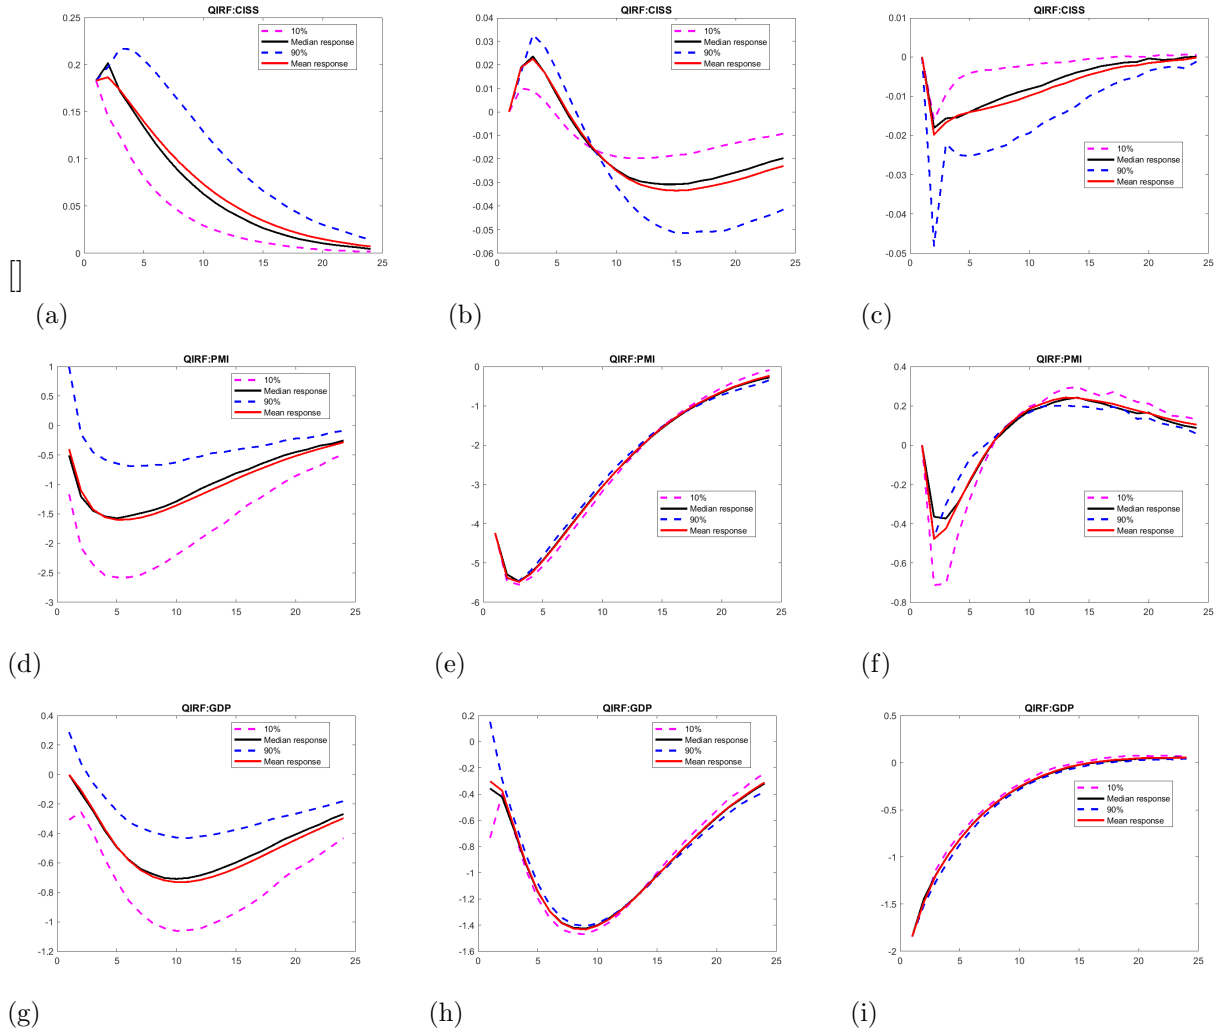 QIRF:CISS
0.25
0.2
0.15
0.1
0.05
0
0 5 10 15 20 25
10%
Median response
90%
Mean response
QIRF:CISS
0.04
0.03
0.02
0.01
0
-0.01
-0.02
-0.03
-0.04
-0.05
-0.06
0 5 10 15 20 25
10%
Median response
90%
Mean response
QIRF:CISS
0.01
0
-0.01
-0.02
-0.03
-0.04
-0.05
0 5 10 15 20 25
10%
Median response
90%
Mean response
[]
(a) (b) (c)
QIRF:PMI
1
0.5
0
-0.5
-1
-1.5
-2
-2.5
-3
0 5 10 15 20 25
10%
Median response
90%
Mean response
QIRF:PMI
0
-1
-2
-3
-4
-5
-6
0 5 10 15 20 25
10%
Median response
90%
Mean response
QIRF:PMI
0.4
0.2
0
-0.2
-0.4
-0.6
-0.8
0 5 10 15 20 25
10%
Median response
90%
Mean response
(d) (e) (f)
QIRF:GDP
0.4
0.2
0
-0.2
-0.4
-0.6
-0.8
-1
-1.2
0 5 10 15 20 25
10%
Median response
90%
Mean response
QIRF:GDP
0.2
0
-0.2
-0.4
-0.6
-0.8
-1
-1.2
-1.4
-1.6
0 5 10 15 20 25
10%
Median response
90%
Mean response
QIRF:GDP
0.5
0
-0.5
-1
-1.5
-2
0 5 10 15 20 25
10%
Median response
90%
Mean response
(g) (h) (i)